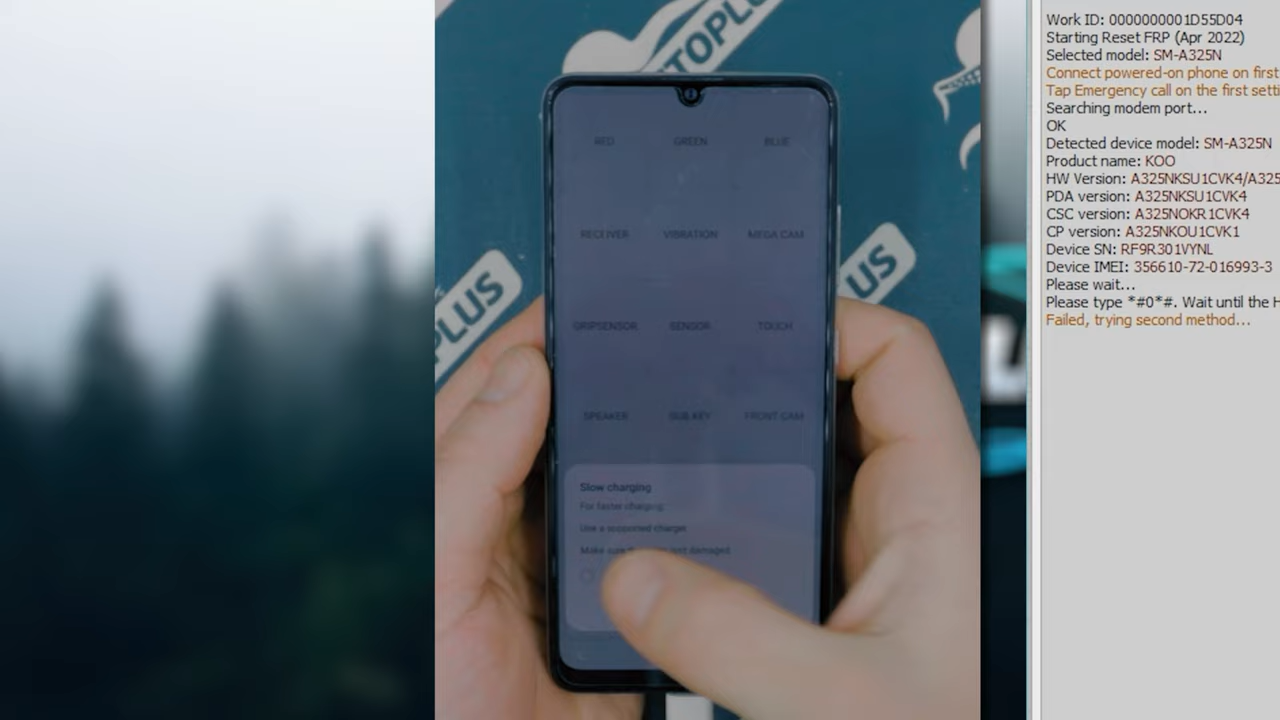 TOPLUS
RED GREEN BLUE
RECEIVER VIBRATION MEGA CAM
GRIPSENSOR SENSOR TOUCH
SPEAKER SUB KEY FRONT CAM
PLUS
US
Slow charging
For faster charging:
Use a supported charger
Make sure not damaged
Work ID: 0000000001D55D04
Starting Reset FRP (Apr 2022)
Selected model: SM-A325N
Connect powered-on phone on first
Tap Emergency call on the first setti
Searching modem port...
OK
Detected device model: SM-A325N
Product name: KOO
HW Version: A325NKSU1CVK4/A325
PDA version: A325NKSU1CVK4
CSC version: A325NOKR1CVK4
CP version: A325NKOU1CVK1
Device SN: RF9R301VYNL
Device IMEI: 356610-72-016993-3
Please wait...
Please type *#0*#. Wait until the H
Failed, trying second method...